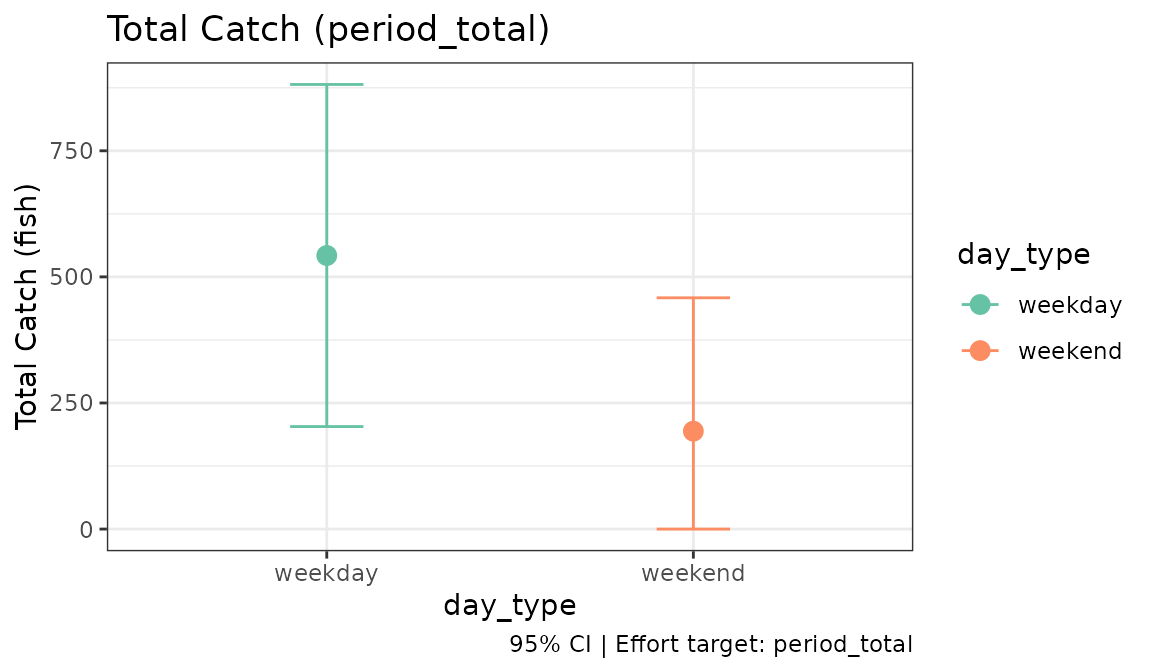 Total Catch (period_total)
Total Catch (fish)
750
500
250
0
weekday weekend
day_type
day_type
weekday
weekend
95% CI | Effort target: period_total